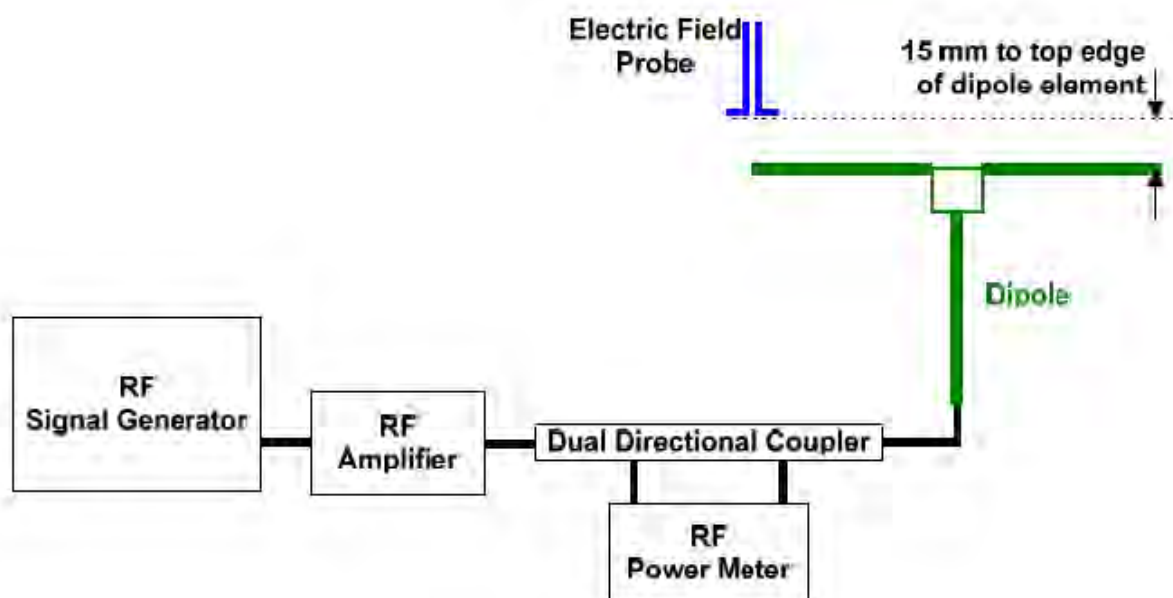 Electric Field
Probe
15 mm to top edge
of dipole element
Dipole
RF
Signal Generator
RF
Amplifier
Dual Directional Coupler
RF
Power Meter